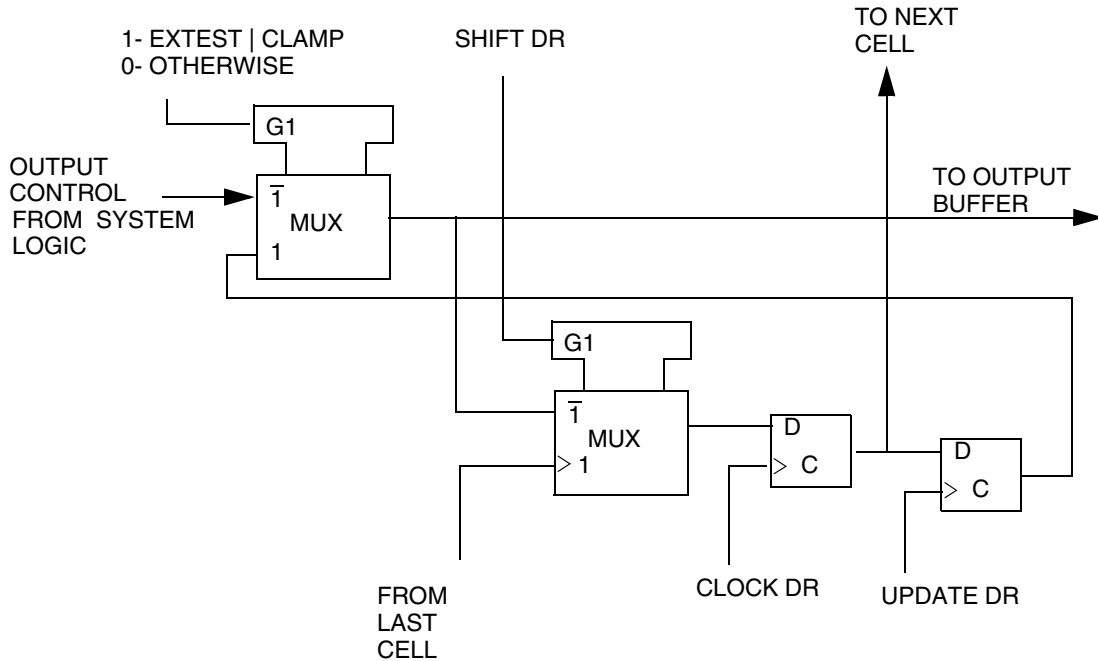 1- EXTEST | CLAMP
0- OTHERWISE
SHIFT DR
TO NEXT
CELL
G1
OUTPUT
CONTROL
FROM SYSTEM
LOGIC
1̅
MUX
1
TO OUTPUT
BUFFER
G1
1̅
MUX
1
D
C
D
C
FROM
LAST
CELL
CLOCK DR
UPDATE DR